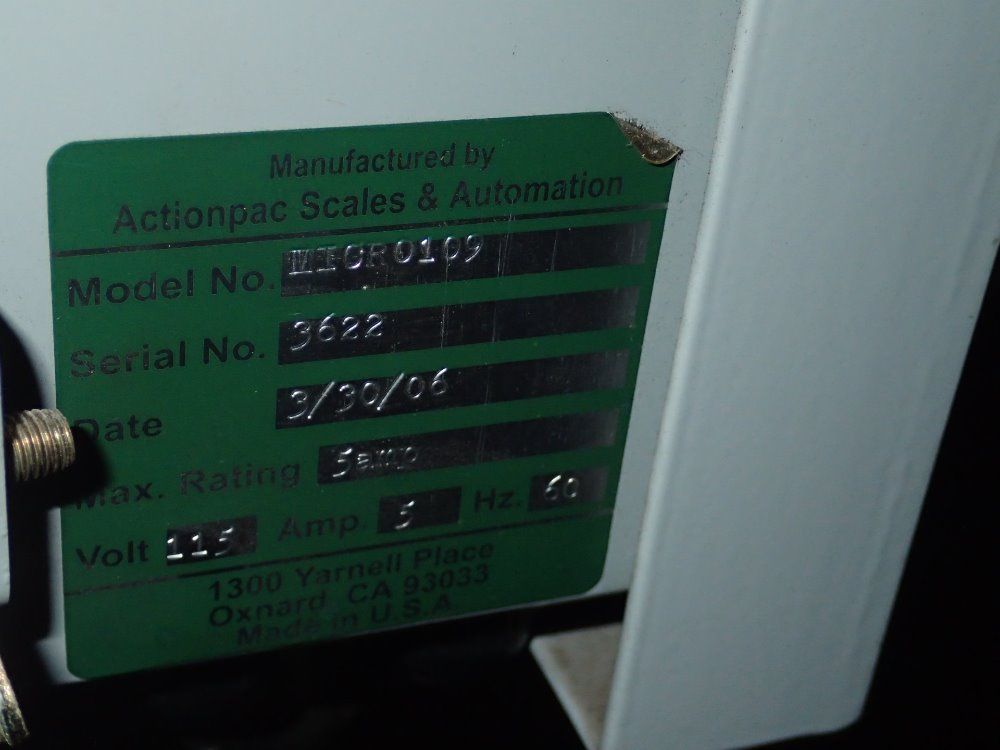 Manufactured by
Actionpac Scales & Automation
Model No. MICR0109
Serial No. 3622
Date 3/30/06
Max. Rating 5amp
Volt 115 Amp. 5 Hz. 60
1300 Yarnell Place
Oxnard, CA 93033
Made in U.S.A.